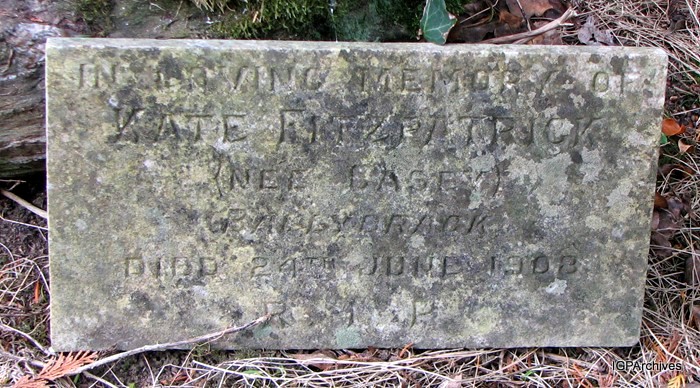 IN LOVING MEMORY OF
KATE FITZPATRICK
(NEE CASEY)
BALLYBRACK
DIED 24TH JUNE 1908
R. I. P.
IGPArchives